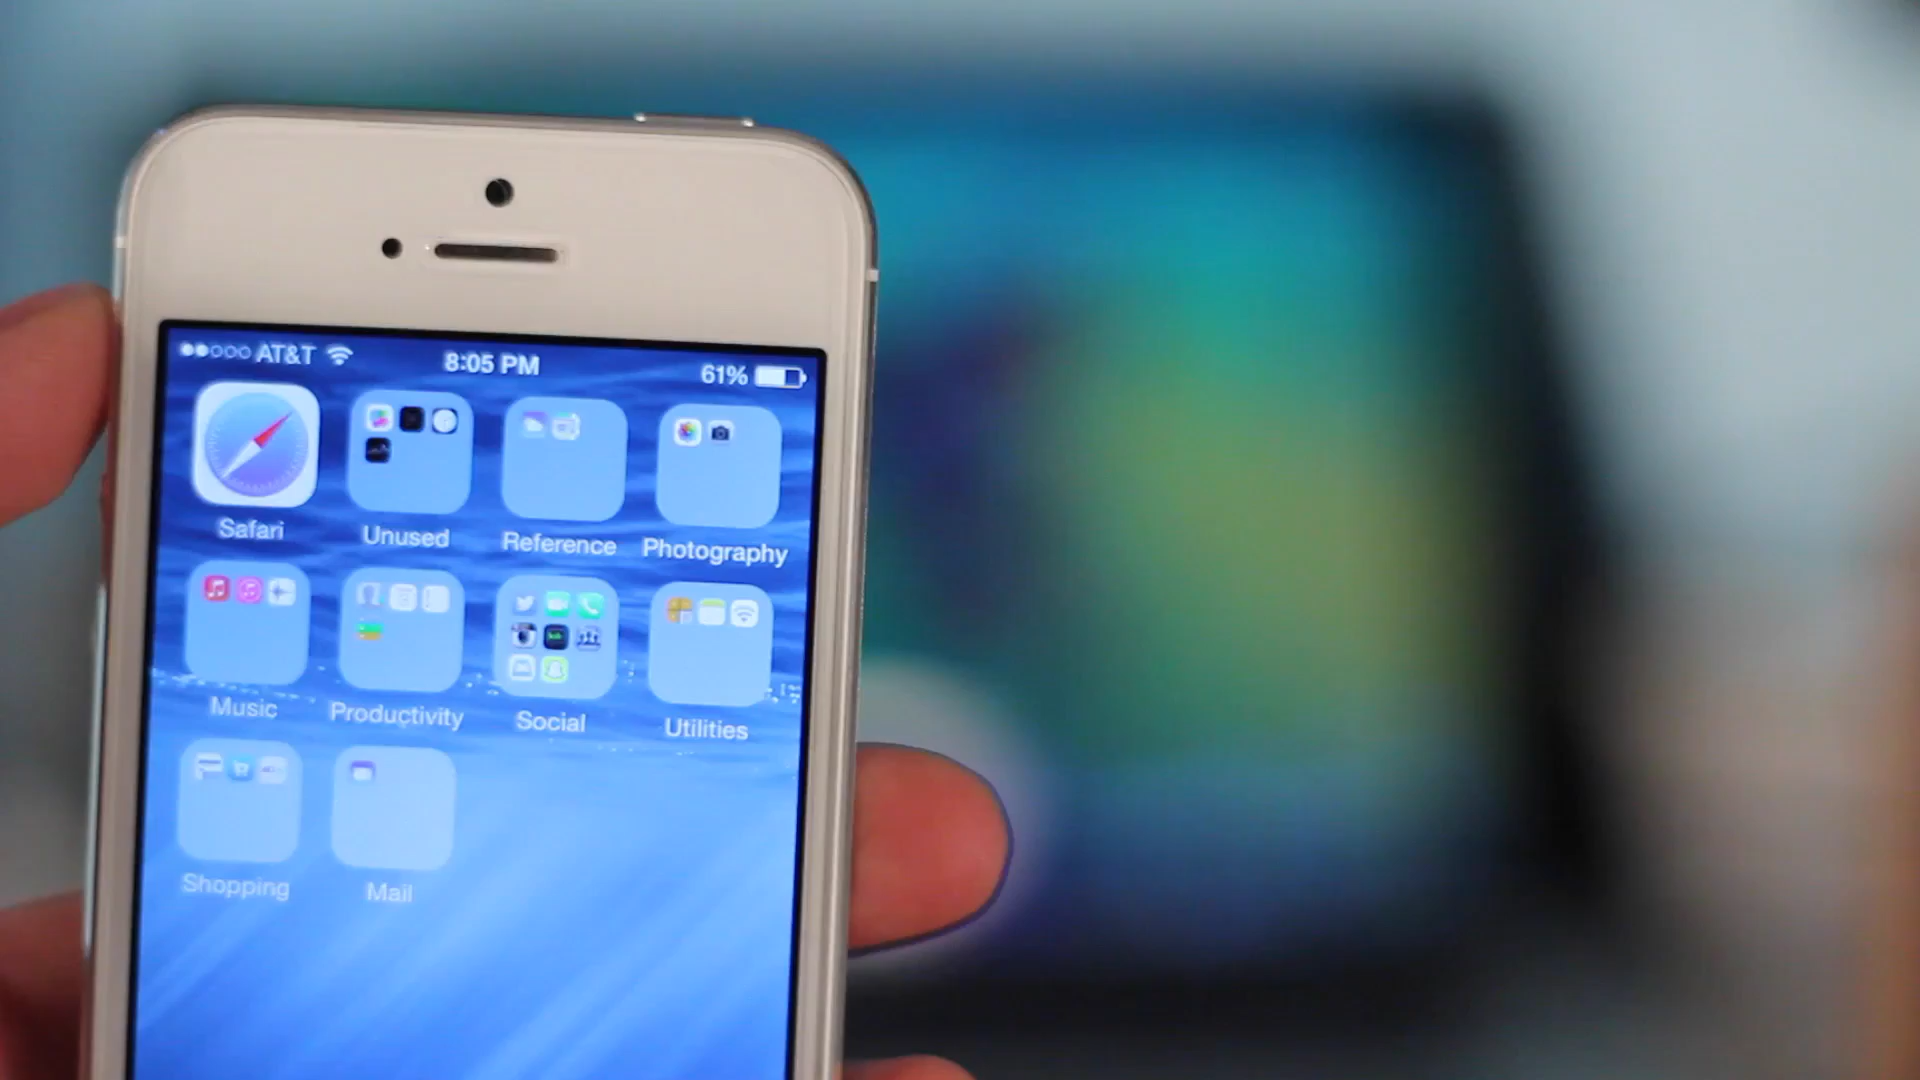 AT&T 8:05 PM 61%
Safari Unused Reference Photography
Music Productivity Social Utilities
Shopping Mail